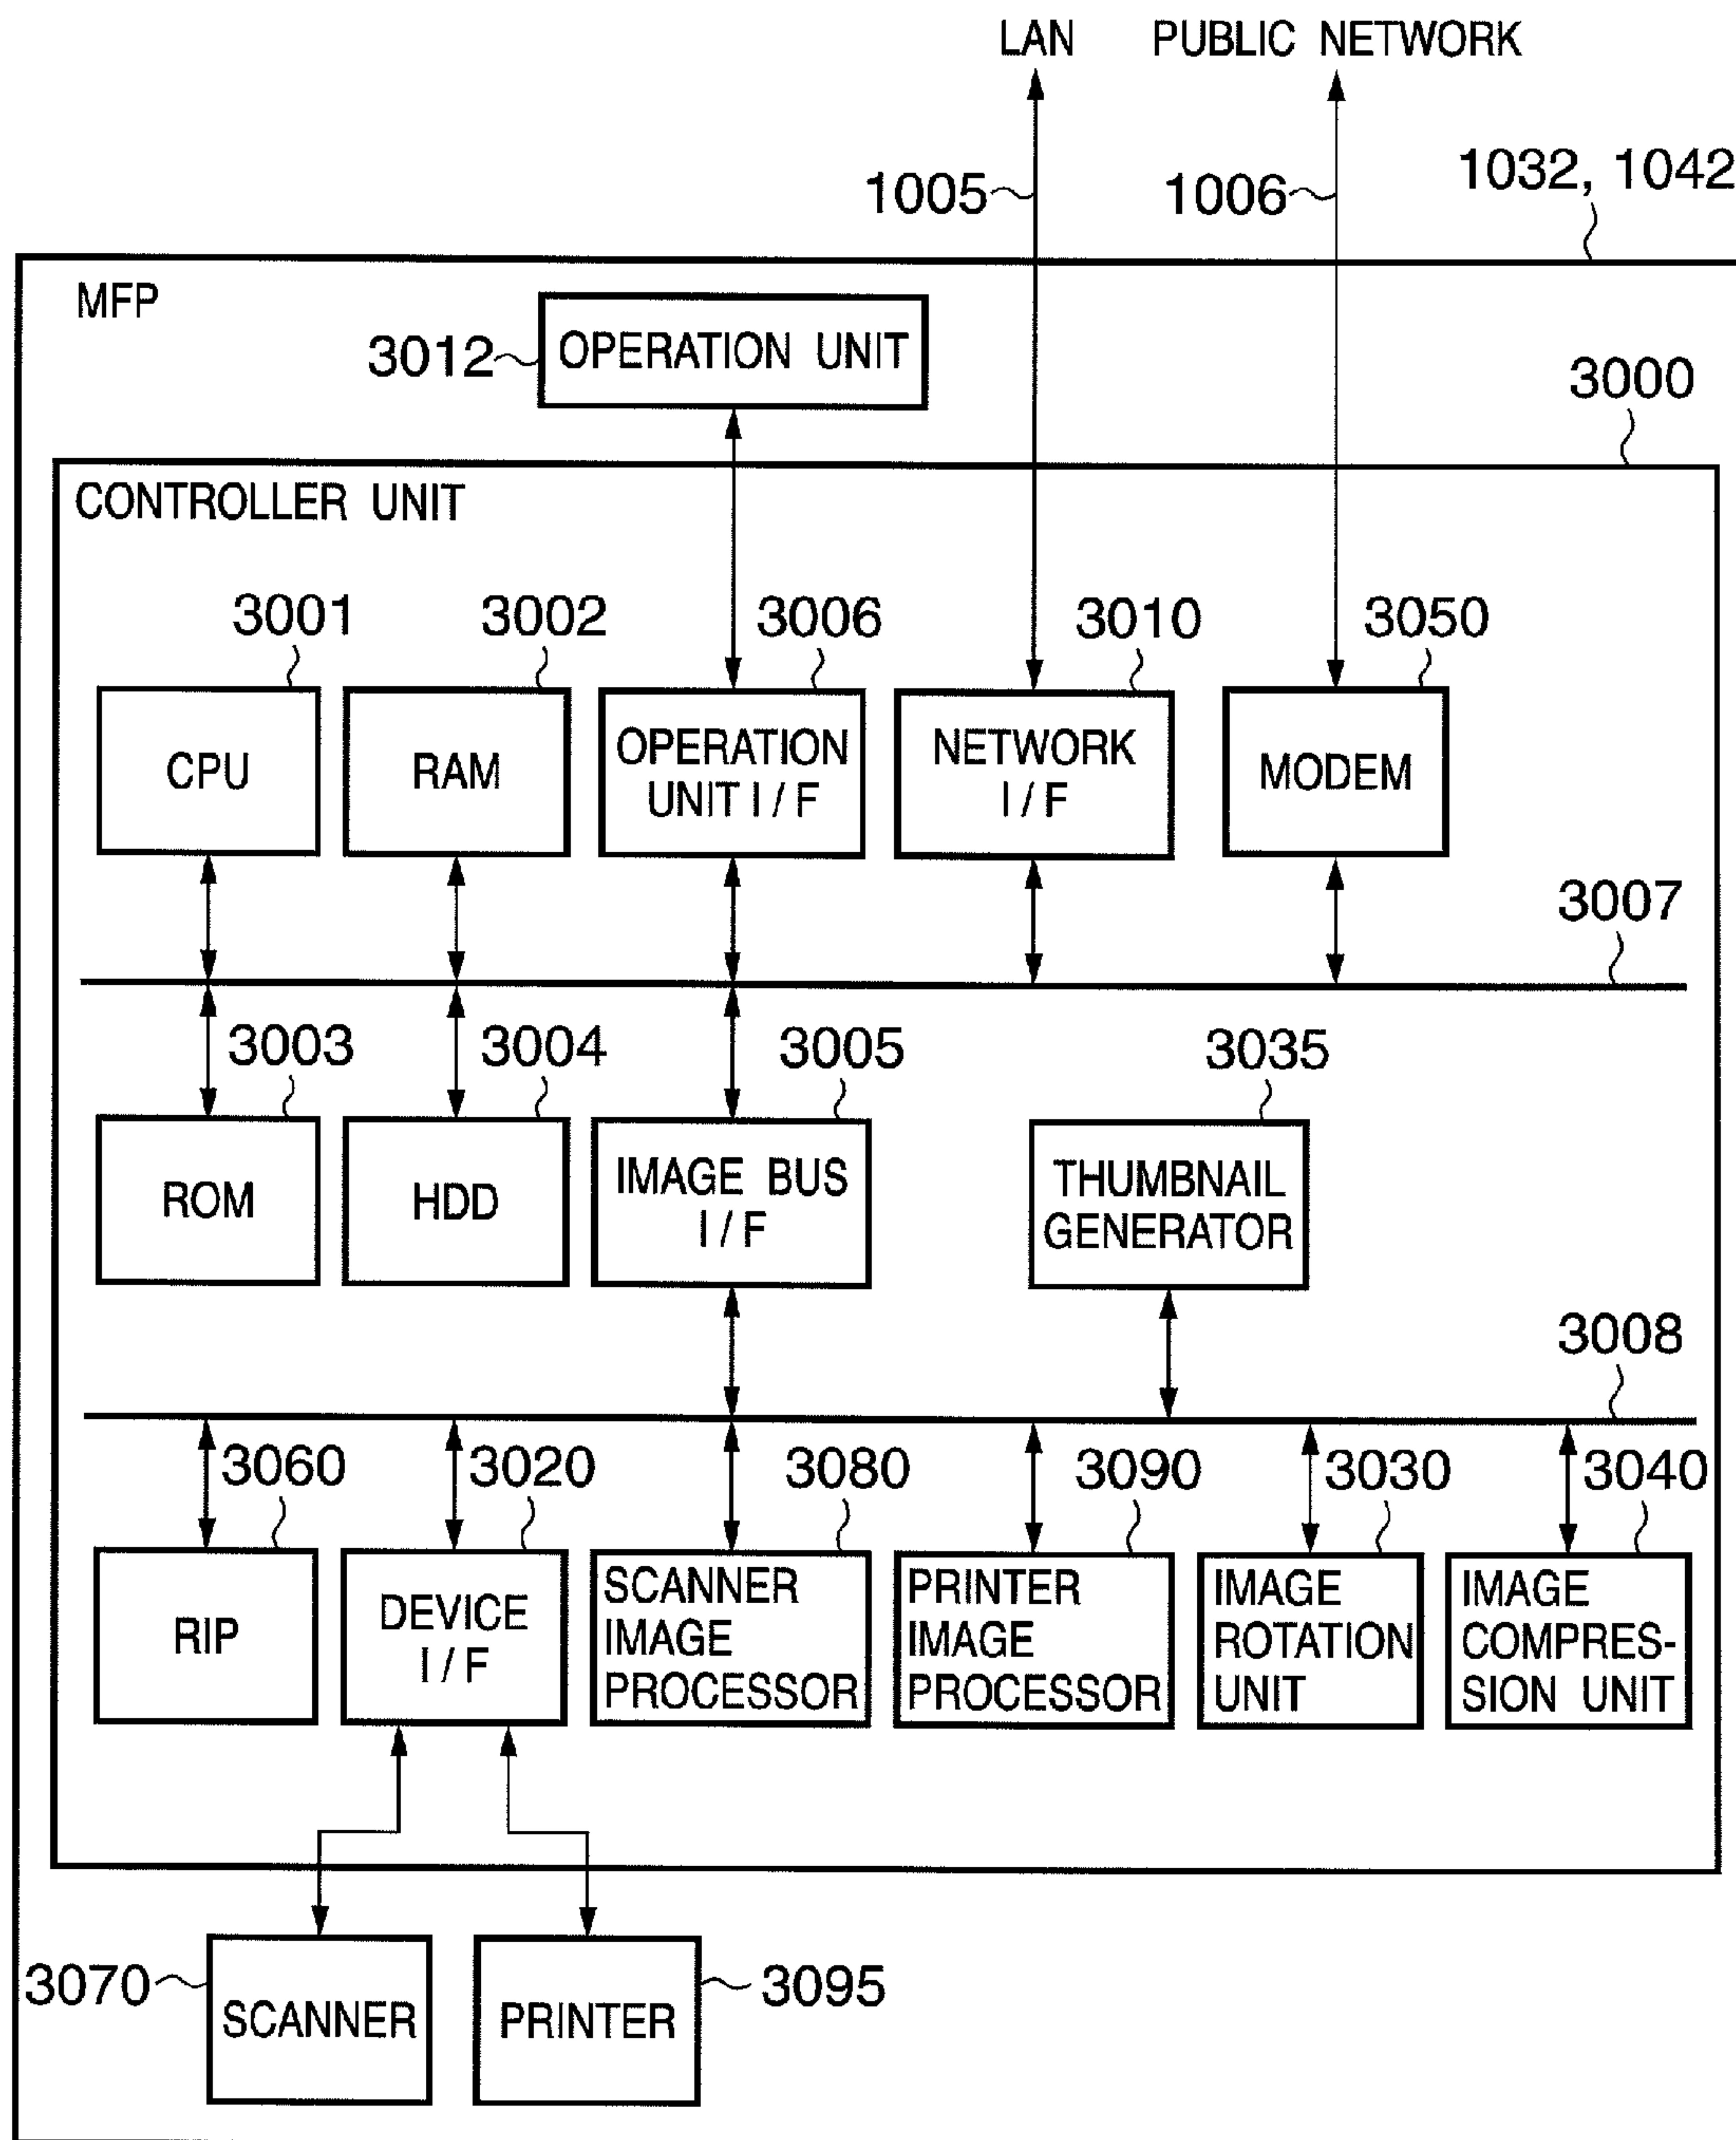 LAN PUBLIC NETWORK
1005
1006
1032, 1042
MFP
3012
OPERATION UNIT
3000
CONTROLLER UNIT
3001
3002
3006
3010
3050
CPU
RAM
OPERATION
UNIT I / F
NETWORK
I / F
MODEM
3007
3003
3004
3005
3035
ROM
HDD
IMAGE BUS
I / F
THUMBNAIL
GENERATOR
3008
3060
3020
3080
3090
3030
3040
RIP
DEVICE
I / F
SCANNER
IMAGE
PROCESSOR
PRINTER
IMAGE
PROCESSOR
IMAGE
ROTATION
UNIT
IMAGE
COMPRES-
SION UNIT
3070
SCANNER
PRINTER
3095